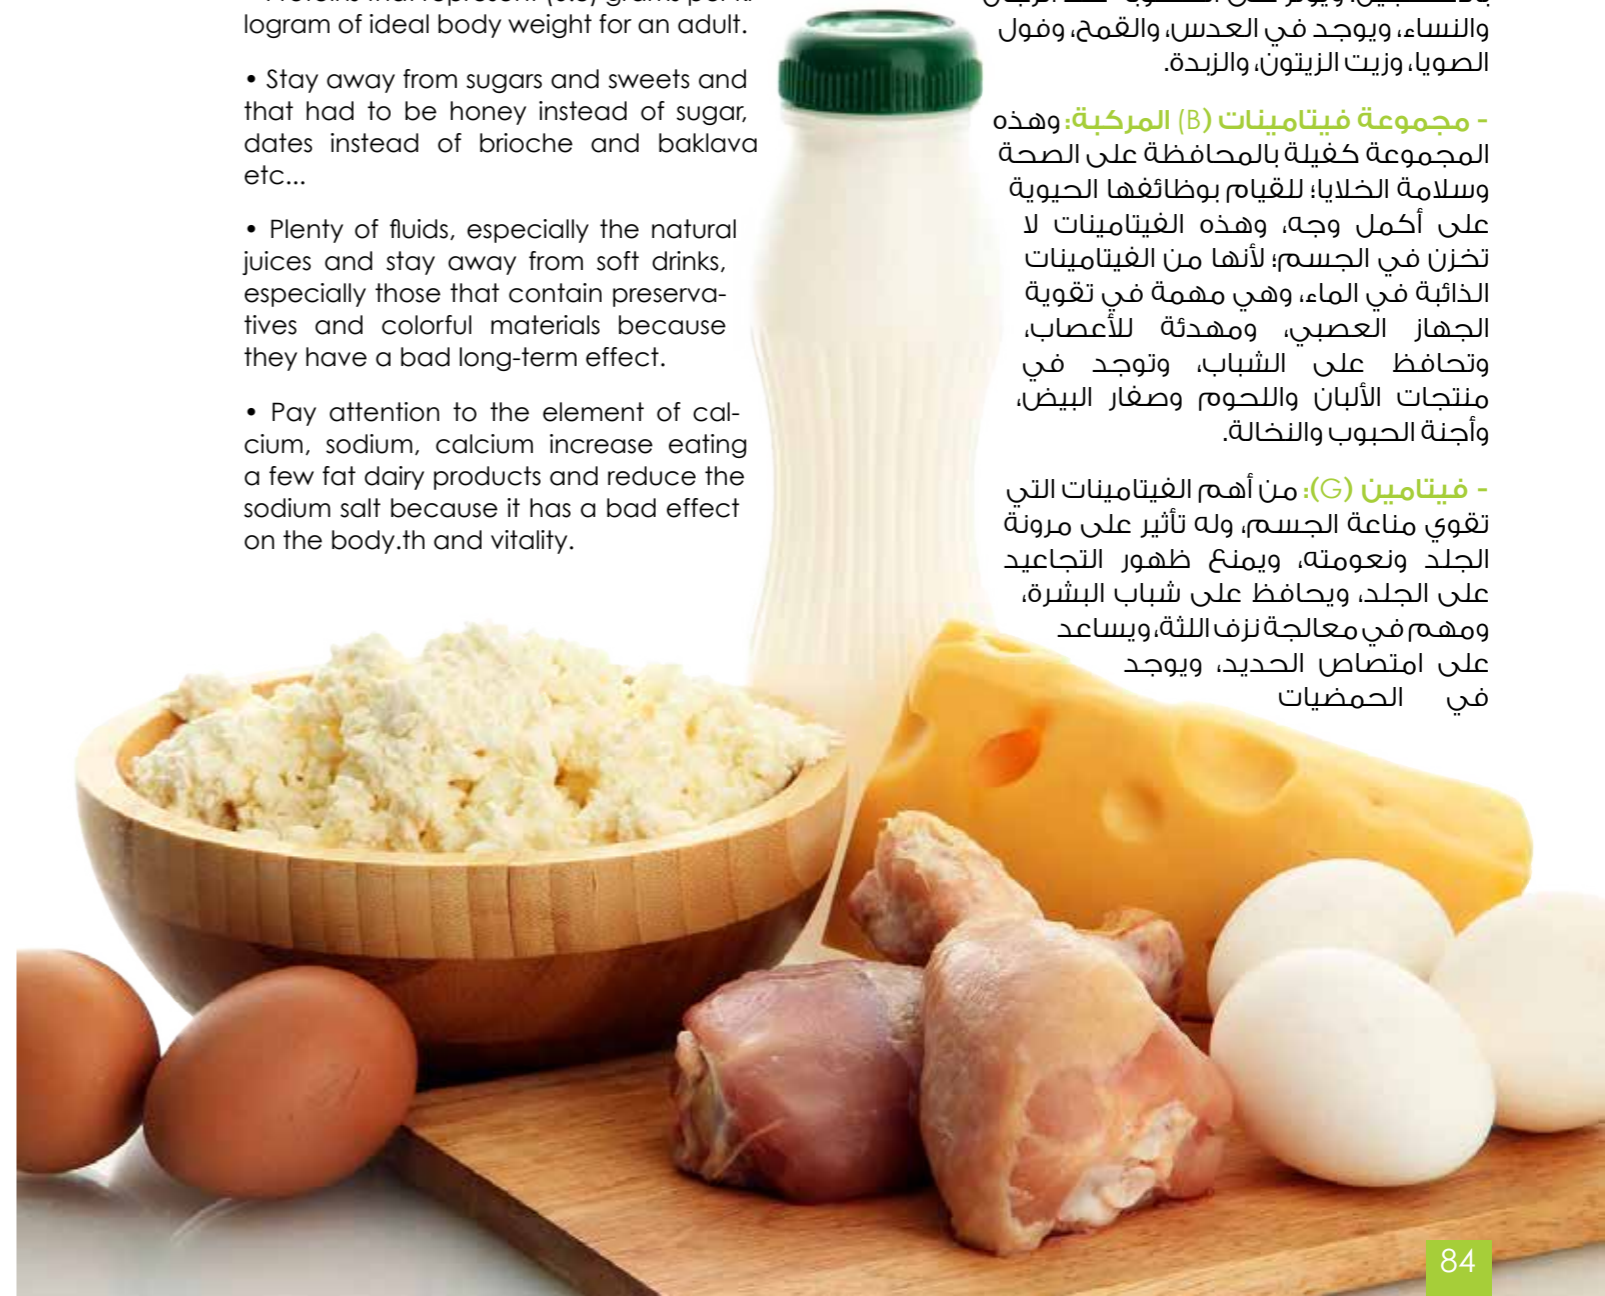 logram of ideal body weight for an adult.
• Stay away from sugars and sweets and
that had to be honey instead of sugar,
dates instead of brioche and baklava
etc...
• Plenty of fluids, especially the natural
juices and stay away from soft drinks,
especially those that contain preserva-
tives and colorful materials because
they have a bad long-term effect.
• Pay attention to the element of cal-
cium, sodium, calcium increase eating
a few fat dairy products and reduce the
sodium salt because it has a bad effect
on the body.th and vitality.
والنساء، ويوجد في العدس، والقمح، وفول
الصويا، وزيت الزيتون، والزبدة.
- مجموعة فيتامينات (B) المركبة: وهذه
المجموعة كفيلة بالمحافظة على الصحة
وسلامة الخلايا؛ للقيام بوظائفها الحيوية
على أكمل وجه، وهذه الفيتامينات لا
تخزن في الجسم؛ لأنها من الفيتامينات
الذائبة في الماء، وهي مهمة في تقوية
الجهاز العصبي، ومهدئة للأعصاب،
وتحافظ على الشباب، وتوجد في
منتجات الألبان واللحوم وصفار البيض،
وأجنة الحبوب والنخالة.
- فيتامين (G): من أهم الفيتامينات التي
تقوي مناعة الجسم، وله تأثير على مرونة
الجلد ونعومته، ويمنع ظهور التجاعيد
على الجلد، ويحافظ على شباب البشرة،
ومهم في معالجة نزف اللثة، ويساعد
على امتصاص الحديد، ويوجد
في الحمضيات
84